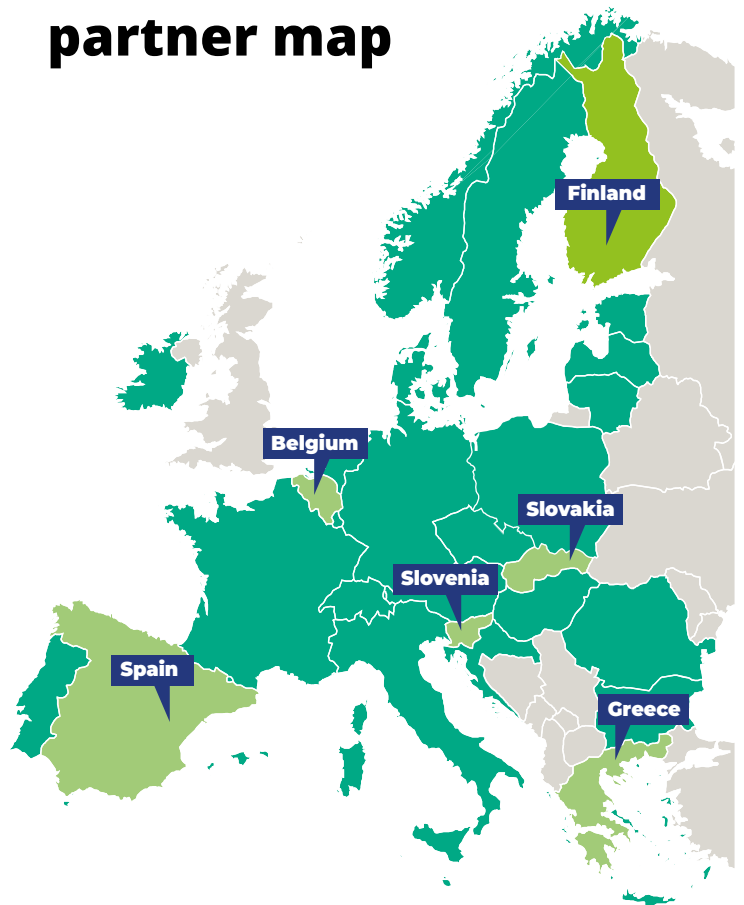 partner map
Finland
Belgium
Slovakia
Slovenia
Spain
Greece